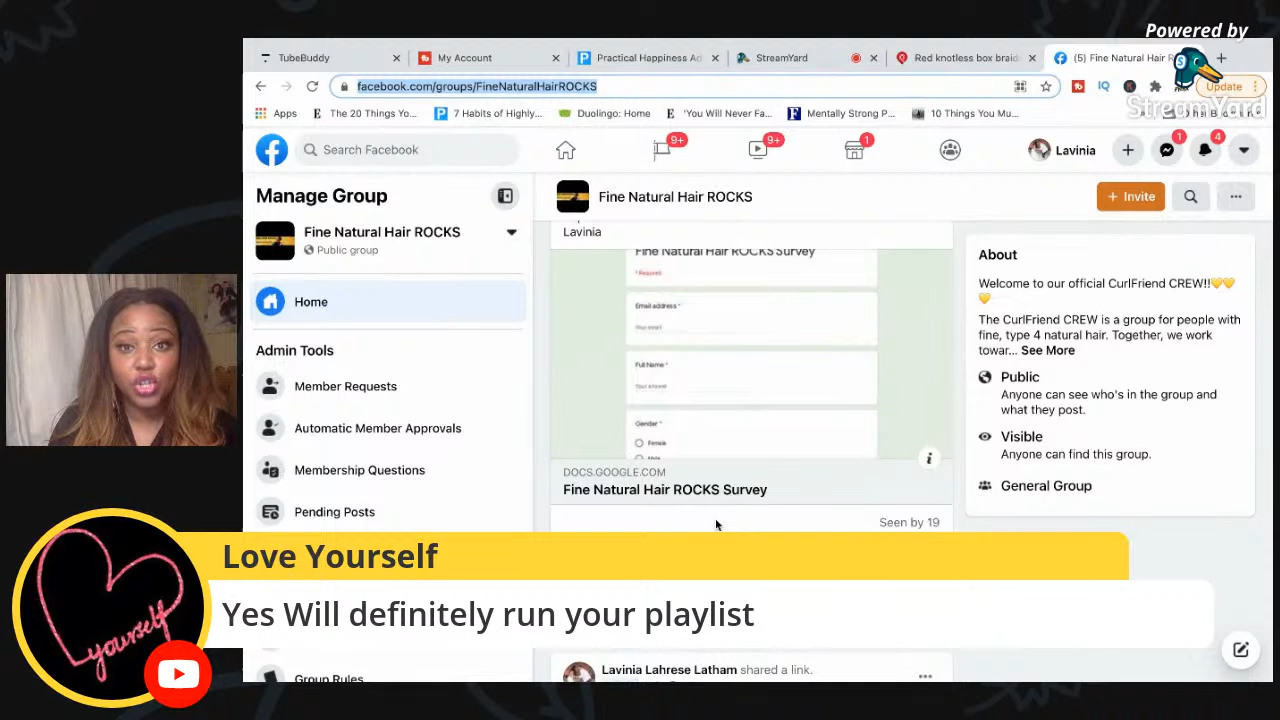 Powered by
StreamYard
TubeBuddy
My Account
Practical Happiness Ad
StreamYard
Red knotless box braid
(5) Fine Natural Hair R
facebook.com/groups/FineNaturalHairROCKS
IQ
Update
Apps
The 20 Things Yo...
7 Habits of Highly...
Duolingo: Home
'You Will Never Fa...
Mentally Strong P...
10 Things You Mu...
Search Facebook
9+
9+
1
Lavinia
1
4
Manage Group
Fine Natural Hair ROCKS
Public group
Home
Admin Tools
Member Requests
Automatic Member Approvals
Membership Questions
Pending Posts
Group Rules
Fine Natural Hair ROCKS
+ Invite
Lavinia
Fine Natural Hair ROCKS Survey
* Required
Email address *
Your email
Full Name *
Your answer
Gender *
Female
DOCS.GOOGLE.COM
Fine Natural Hair ROCKS Survey
Seen by 19
Lavinia Lahrese Latham shared a link.
About
Welcome to our official CurlFriend CREW!!💛💛
💛
The CurlFriend CREW is a group for people with
fine, type 4 natural hair. Together, we work
towar... See More
Public
Anyone can see who's in the group and
what they post.
Visible
Anyone can find this group.
General Group
yourself
Love Yourself
Yes Will definitely run your playlist